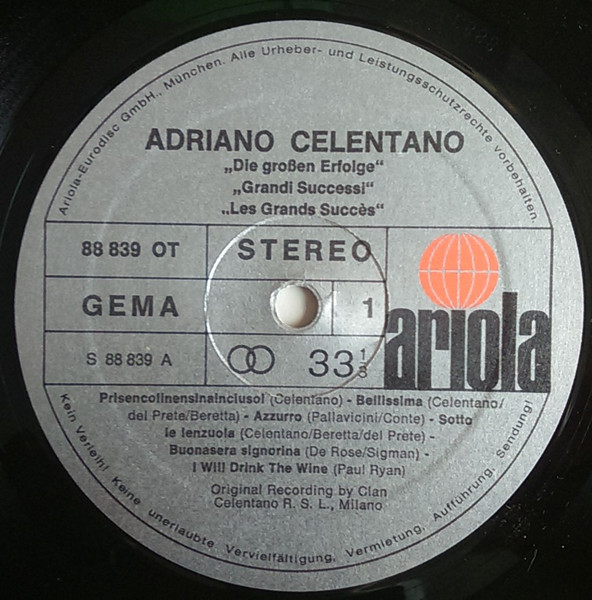 Ariola-Eurodisc GmbH., München. Alle Urheber- und Leistungsschutzrechte vorbehalten.
ADRIANO CELENTANO
„Die großen Erfolge“
„Grandi Successi“
„Les Grands Succès“
88 839 OT
STEREO
GEMA
1
ariola
S 88 839 A
33 1/3
Prisencolinensinainciusol (Celentano) - Bellissima (Celentano/
del Prete/Beretta) - Azzurro (Pallavicini/Conte) - Sotto
le lenzuola (Celentano/Beretta/del Prete) -
Buonasera signorina (De Rose/Sigman) -
I Will Drink The Wine (Paul Ryan)
Original Recording by Clan
Celentano R. S. L., Milano
Kein Verleih! Keine unerlaubte Vervielfältigung, Vermietung, Aufführung, Sendung!